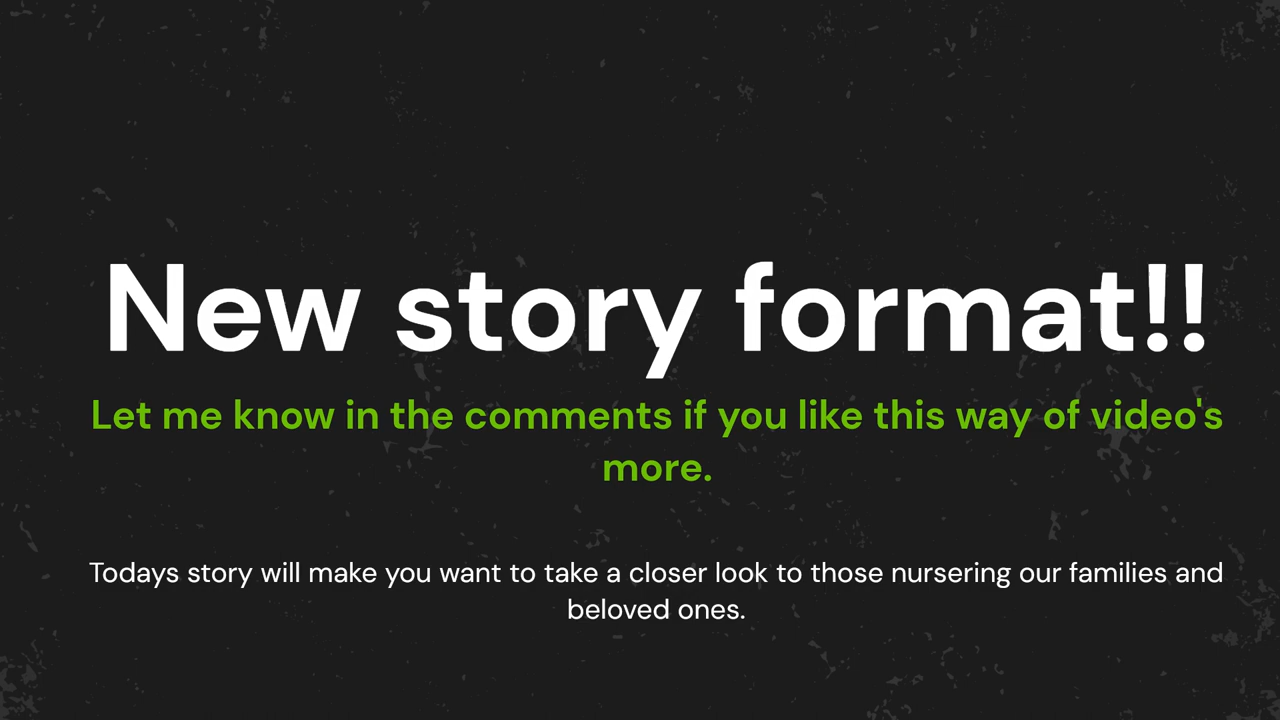 New story format!!
Let me know in the comments if you like this way of video's
more.
Todays story will make you want to take a closer look to those nursering our families and
beloved ones.